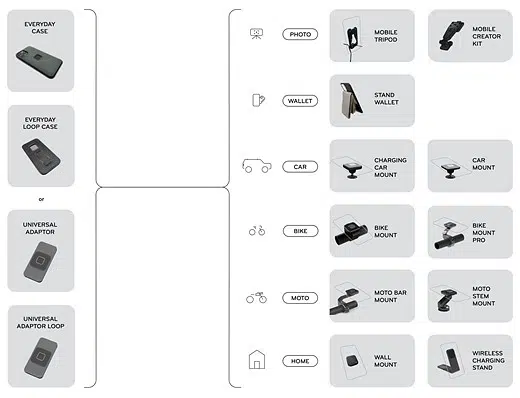 EVERYDAY
CASE
EVERYDAY
LOOP CASE
or
UNIVERSAL
ADAPTOR
UNIVERSAL
ADAPTOR LOOP
PHOTO
MOBILE
TRIPOD
MOBILE
CREATOR
KIT
WALLET
STAND
WALLET
CAR
CHARGING
CAR
MOUNT
CAR
MOUNT
BIKE
BIKE
MOUNT
BIKE
MOUNT
PRO
MOTO
MOTO BAR
MOUNT
MOTO
STEM
MOUNT
HOME
WALL
MOUNT
WIRELESS
CHARGING
STAND